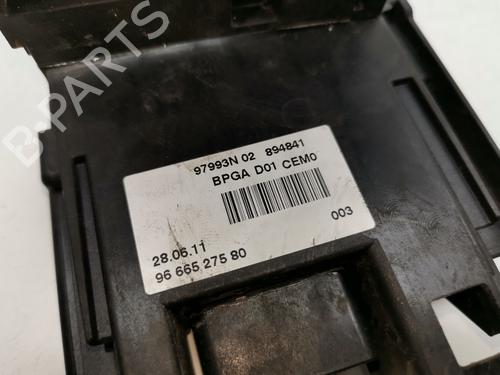 97993N 02 894841
BPGA D01 CEM0
003
28.06.11
96 665 275 80
B-PARTS